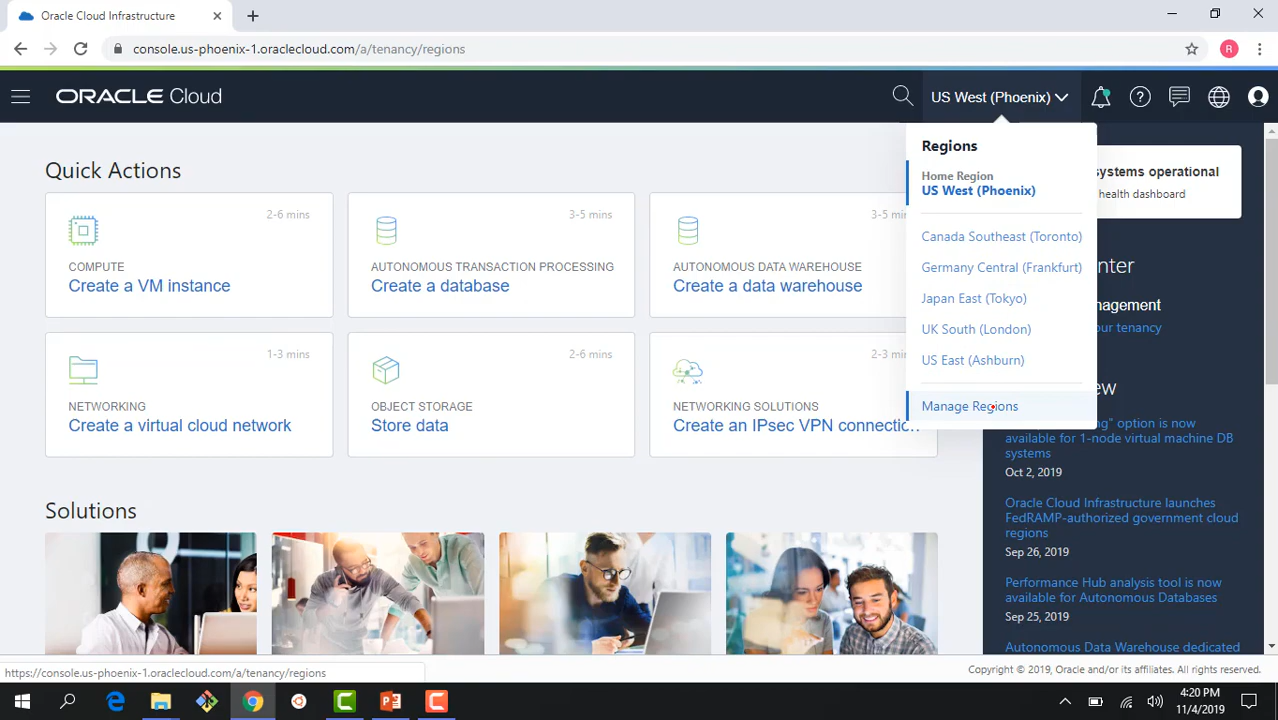 Oracle Cloud Infrastructure
console.us-phoenix-1.oraclecloud.com/a/tenancy/regions
R
ORACLE Cloud
US West (Phoenix)
Quick Actions
2-6 mins
COMPUTE
Create a VM instance
3-5 mins
AUTONOMOUS TRANSACTION PROCESSING
Create a database
3-5 min
AUTONOMOUS DATA WAREHOUSE
Create a data warehouse
1-3 mins
NETWORKING
Create a virtual cloud network
2-6 mins
OBJECT STORAGE
Store data
2-3 min
NETWORKING SOLUTIONS
Create an IPsec VPN connection
Solutions
Regions
Home Region
US West (Phoenix)
Canada Southeast (Toronto)
Germany Central (Frankfurt)
Japan East (Tokyo)
UK South (London)
US East (Ashburn)
Manage Regions
systems operational
health dashboard
nter
nagement
our tenancy
ew
ng" option is now
available for 1-node virtual machine DB
systems
Oct 2, 2019
Oracle Cloud Infrastructure launches
FedRAMP-authorized government cloud
regions
Sep 26, 2019
Performance Hub analysis tool is now
available for Autonomous Databases
Sep 25, 2019
Autonomous Data Warehouse dedicated
https://console.us-phoenix-1.oraclecloud.com/a/tenancy/regions
Copyright © 2019, Oracle and/or its affiliates. All rights reserved.
4:20 PM
11/4/2019